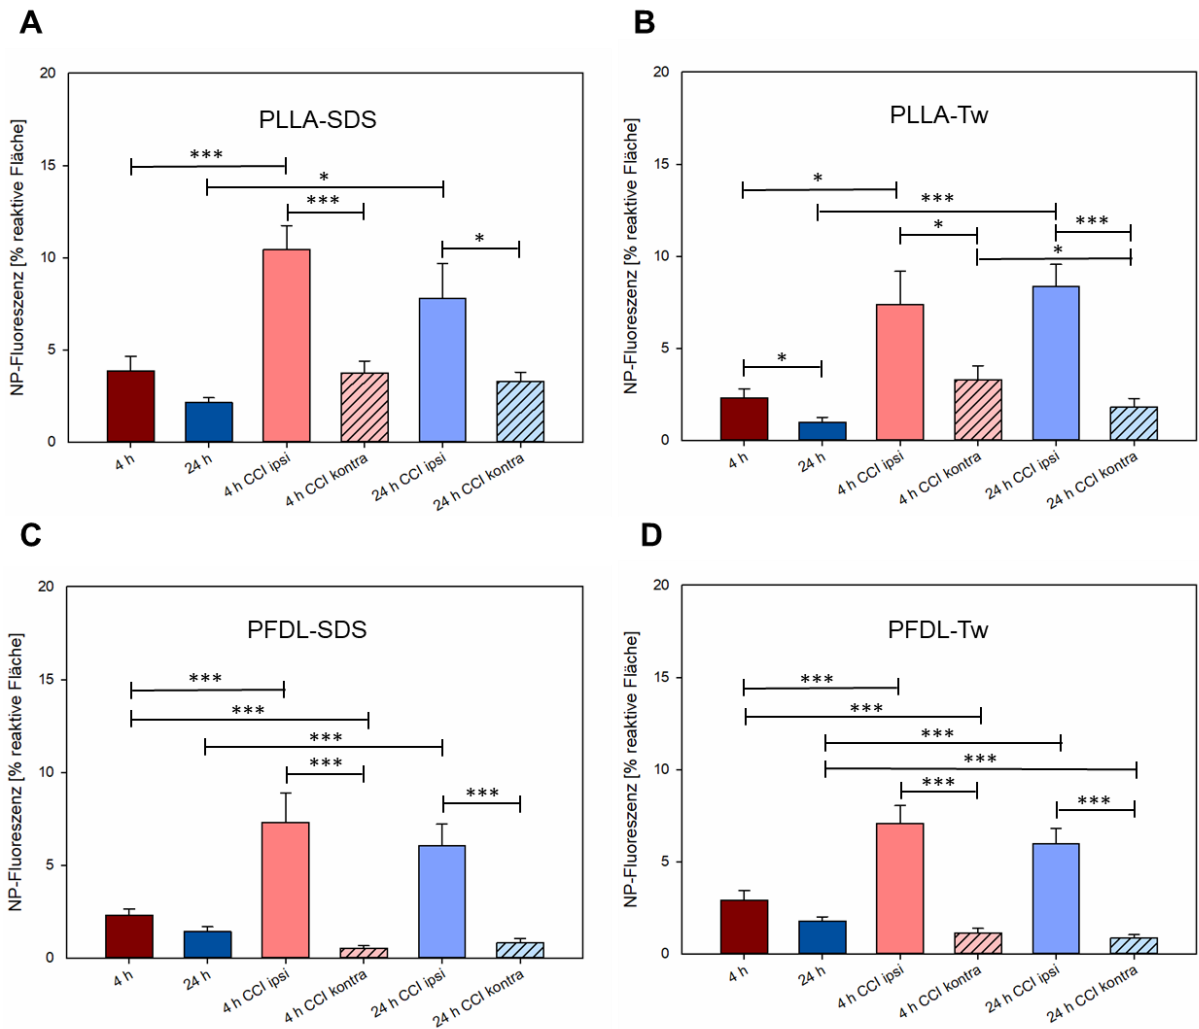 A
NP-Fluoreszenz [% reaktive Fläche]
20
15
10
5
0
PLLA-SDS
***
*
***
*
4 h
24 h
4 h CCI ipsi
4 h CCI kontra
24 h CCI ipsi
24 h CCI kontra
B
NP-Fluoreszenz [% reaktive Fläche]
20
15
10
5
0
PLLA-Tw
*
***
*
***
*
*
4 h
24 h
4 h CCI ipsi
4 h CCI kontra
24 h CCI ipsi
24 h CCI kontra
C
NP-Fluoreszenz [% reaktive Fläche]
20
15
10
5
0
PFDL-SDS
***
***
***
***
***
4 h
24 h
4 h CCI ipsi
4 h CCI kontra
24 h CCI ipsi
24 h CCI kontra
D
NP-Fluoreszenz [% reaktive Fläche]
20
15
10
5
0
PFDL-Tw
***
***
***
***
***
***
4 h
24 h
4 h CCI ipsi
4 h CCI kontra
24 h CCI ipsi
24 h CCI kontra